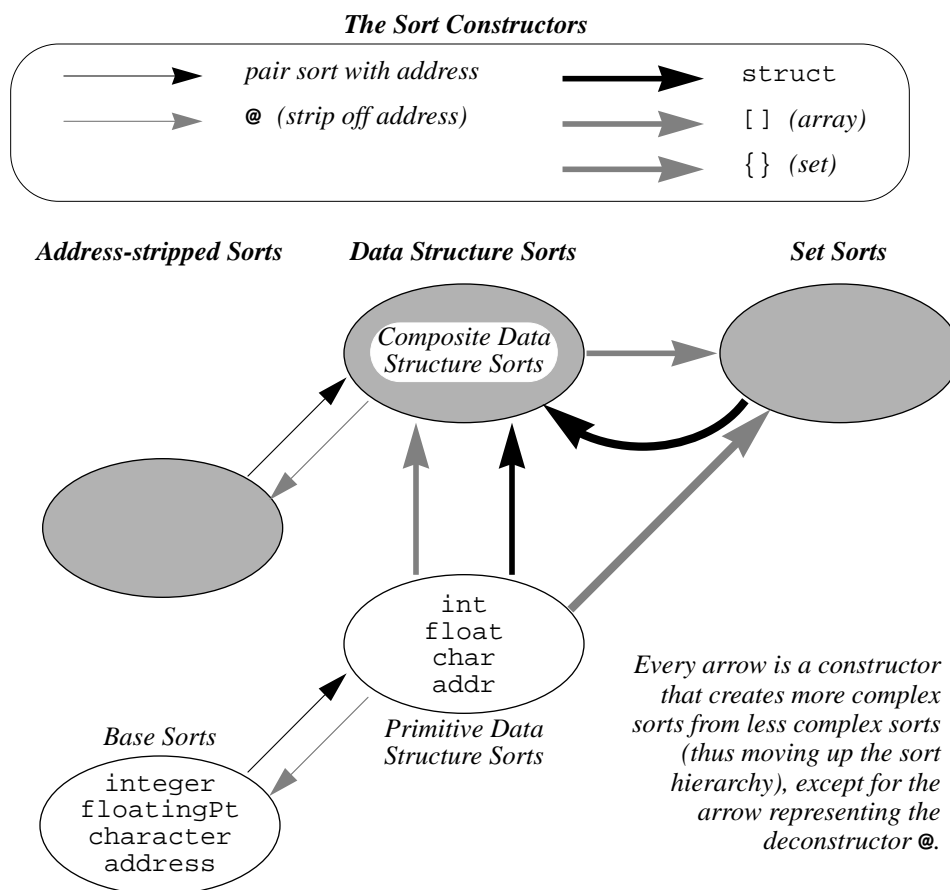 The Sort Constructors
pair sort with address
struct
@ (strip off address)
[] (array)
{} (set)
Address-stripped Sorts
Data Structure Sorts
Set Sorts
Composite Data
Structure Sorts
int
float
char
addr
Primitive Data
Structure Sorts
Base Sorts
integer
floatingPt
character
address
Every arrow is a constructor
that creates more complex
sorts from less complex sorts
(thus moving up the sort
hierarchy), except for the
arrow representing the
deconstructor @.